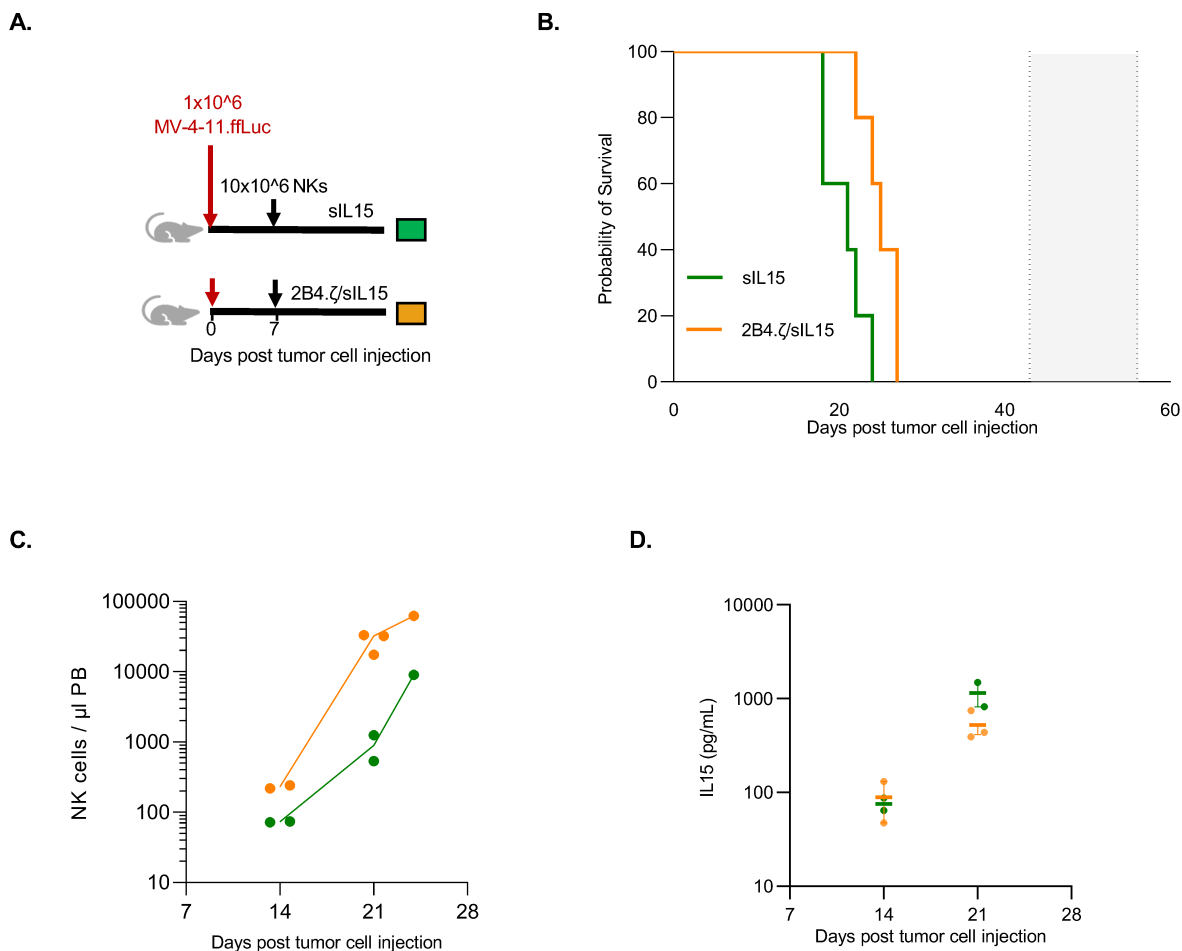 A.
1x10^6
MV-4-11.ffLuc
10x10^6 NKs
sIL15
2B4.ζ/sIL15
0 7
Days post tumor cell injection
B.
Probability of Survival
100
80
60
40
20
0
sIL15
2B4.ζ/sIL15
0 20 40 60
Days post tumor cell injection
C.
NK cells / µl PB
100000
10000
1000
100
10
7 14 21 28
Days post tumor cell injection
D.
IL15 (pg/mL)
10000
1000
100
10
7 14 21 28
Days post tumor cell injection